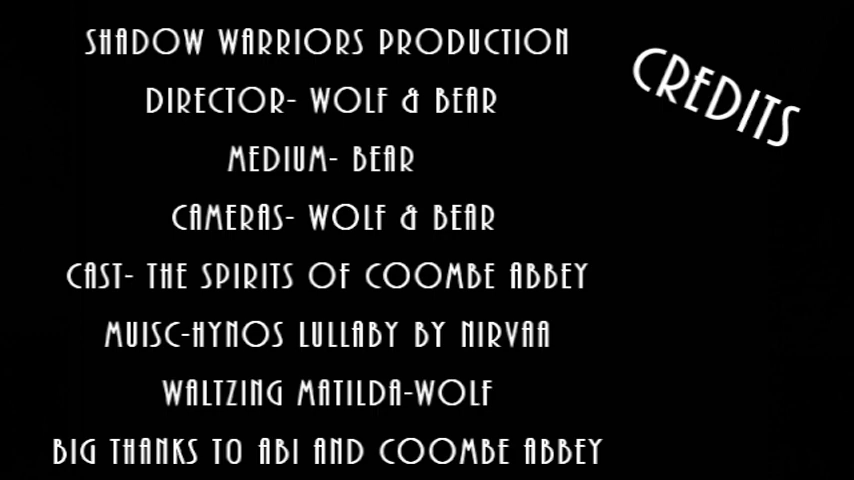 SHADOW WARRIORS PRODUCTION
CREDITS
DIRECTOR- WOLF & BEAR
MEDIUM- BEAR
CAMERAS- WOLF & BEAR
CAST- THE SPIRITS OF COOMBE ABBEY
MUISC-HYNOS LULLABY BY NIRVAA
WALTZING MATILDA-WOLF
BIG THANKS TO ABI AND COOMBE ABBEY